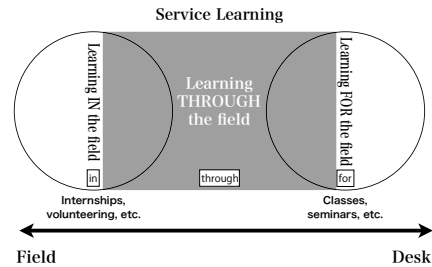 Service Learning
Learning IN the field
Learning
THROUGH
the field
Learning FOR the field
in
through
for
Internships,
volunteering, etc.
Classes,
seminars, etc.
Field
Desk